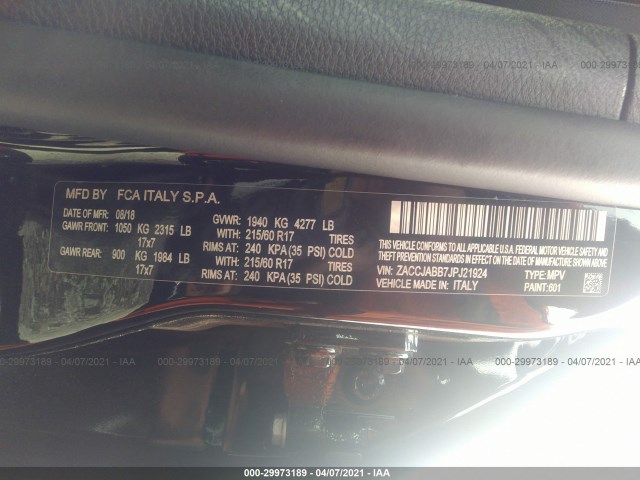 000-29973189 - 04/07/2021 - IAA
MFD BY FCA ITALY S.P.A.
DATE OF MFR 08/18
GAWR FRONT: 1050 KG 2315 LB
17x7
GAWR REAR: 900 KG 1984 LB
17x7
GVWR: 1940 KG 4277 LB
WITH: 215/60 R17 TIRES
RIMS AT: 240 KPA(35 PSI) COLD
WITH: 215/60 R17 TIRES
RIMS AT: 240 KPA(35 PSI) COLD
THIS VEHICLE CONFORMS TO ALL APPLICABLE U.S.A. FEDERAL MOTOR VEHICLE
SAFETY, BUMPER AND THEFT PREVENTION STANDARDS IN EFFECT ON THE DATE OF MANUFACTURE
VIN: ZACCJABB7JPJ21924 TYPE: MPV
VEHICLE MADE IN: ITALY PAINT: 601
000-29973189 - 04/07/2021 - IAA
000-29973189 - 04/07/2021 - IAA
000-29973189 - 04/07/2021 - IAA